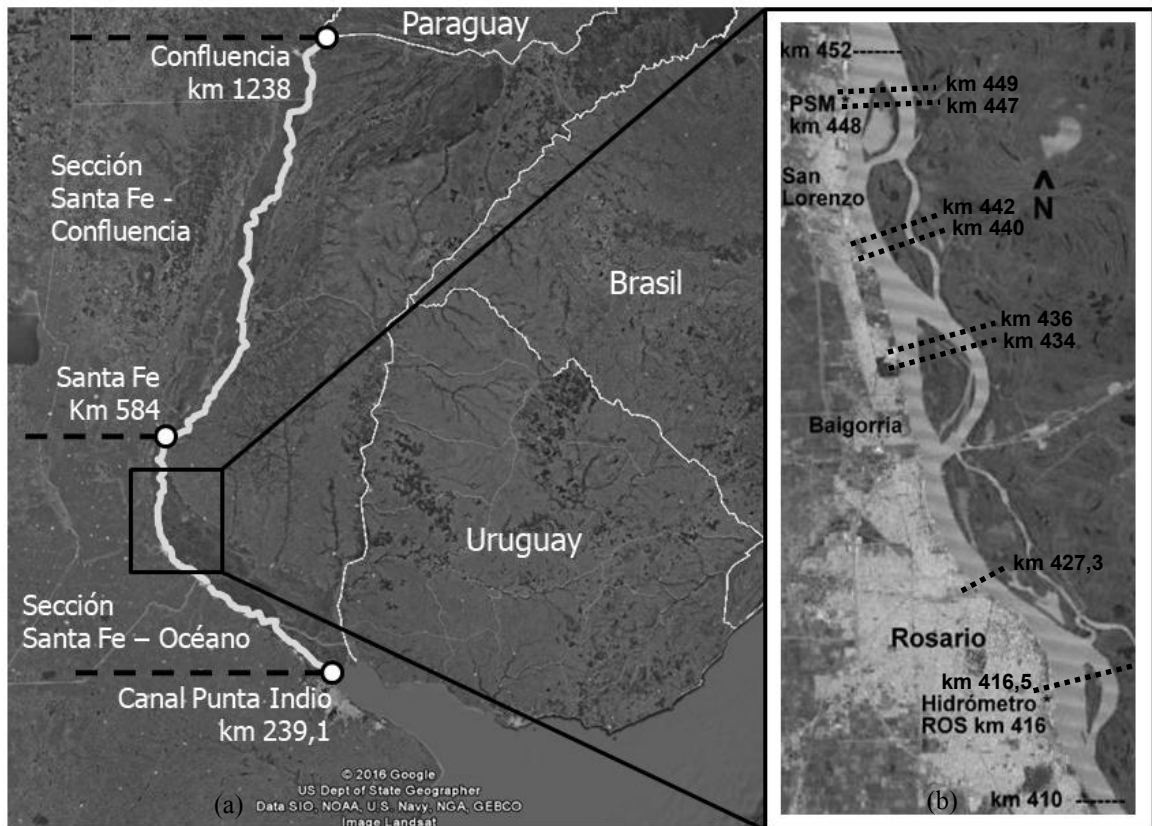 Paraguay
Confluencia
km 1238
Sección
Santa Fe -
Confluencia
Brasil
Santa Fe
Km 584
Uruguay
Sección
Santa Fe – Océano
Canal Punta Indio
km 239,1
© 2016 Google
US Dept of State Geographer
Data SIO, NOAA, U.S. Navy, NGA, GEBCO
Image Landsat
(a)
km 452
km 449
PSM *
km 447
km 448
San
Lorenzo
N
km 442
km 440
km 436
km 434
Baigorria
km 427,3
Rosario
km 416,5
Hidrómetro *
ROS km 416
(b)
km 410